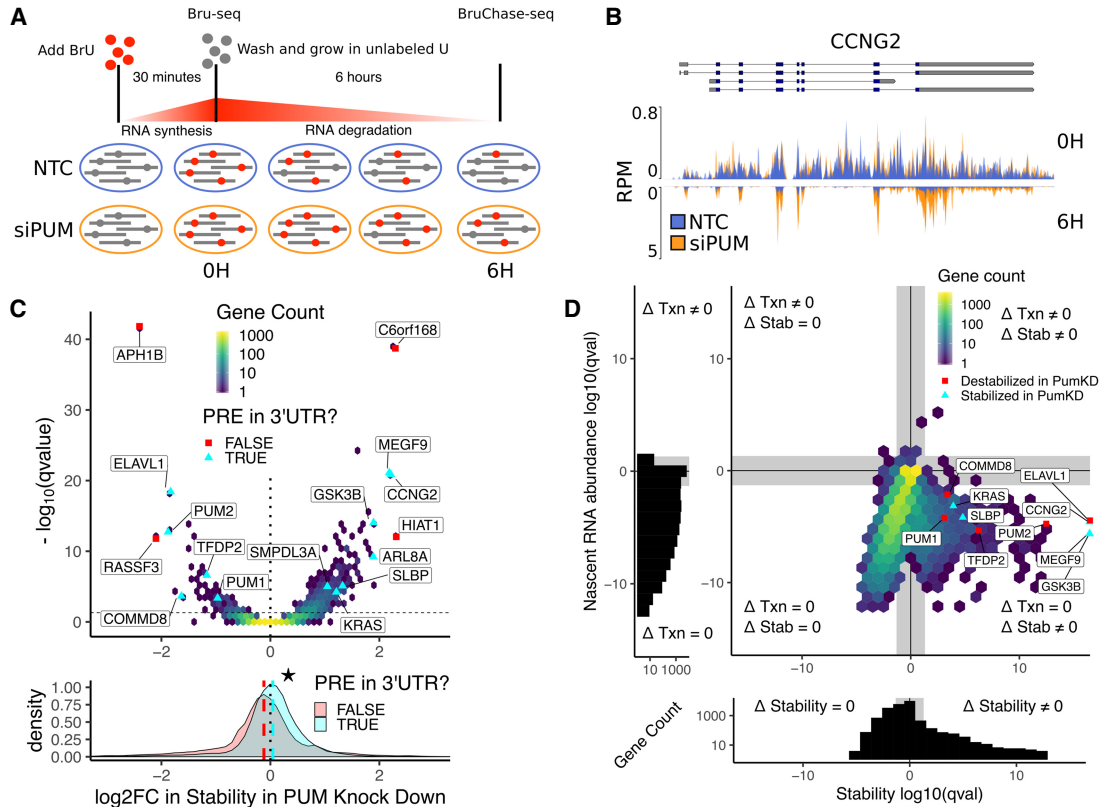 A
Bru-seq
BruChase-seq
Add BrU
Wash and grow in unlabeled U
30 minutes
6 hours
RNA synthesis
RNA degradation
NTC
siPUM
0H
6H
B
CCNG2
0.8
0
0
5
RPM
0H
6H
NTC
siPUM
C
Gene Count
1000
100
10
1
PRE in 3'UTR?
FALSE
TRUE
APH1B
C6orf168
ELAVL1
MEGF9
CCNG2
GSK3B
PUM2
HIAT1
RASSF3
TFDP2
SMPDL3A
ARL8A
PUM1
SLBP
COMMD8
KRAS
- log10(qvalue)
40
30
20
10
0
−2
0
2
density
1.00
0.75
0.50
0.25
0.00
★
PRE in 3'UTR?
FALSE
TRUE
−2
0
2
log2FC in Stability in PUM Knock Down
D
Nascent RNA abundance log10(qval)
Δ Txn ≠ 0
Δ Txn = 0
10
0
−10
10 1000
Δ Txn ≠ 0
Δ Stab = 0
Gene count
1000
100
10
1
Δ Txn ≠ 0
Δ Stab ≠ 0
Destabilized in PumKD
Stabilized in PumKD
10
0
−10
COMMD8
ELAVL1
KRAS
CCNG2
SLBP
PUM1
PUM2
TFDP2
MEGF9
GSK3B
Δ Txn = 0
Δ Stab = 0
Δ Txn = 0
Δ Stab ≠ 0
−10
0
10
Gene Count
1000
10
Δ Stability = 0
Δ Stability ≠ 0
−10
0
10
Stability log10(qval)